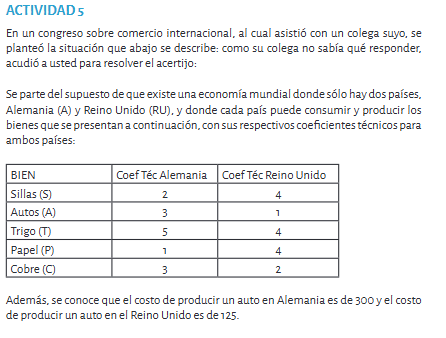 ACTIVIDAD 5
En un congreso sobre comercio internacional, al cual asistió con un colega suyo, se
planteó la situación que abajo se describe: como su colega no sabía qué responder,
acudió a usted para resolver el acertijo:
Se parte del supuesto de que existe una economía mundial donde sólo hay dos países,
Alemania (A) y Reino Unido (RU), y donde cada país puede consumir y producir los
bienes que se presentan a continuación, con sus respectivos coeficientes técnicos para
ambos países:
BIEN Coef Téc Alemania Coef Téc Reino Unido
Sillas (S) 2 4
Autos (A) 3 1
Trigo (T) 5 4
Papel (P) 1 4
Cobre (C) 3 2
Además, se conoce que el costo de producir un auto en Alemania es de 300 y el costo
de producir un auto en el Reino Unido es de 125.